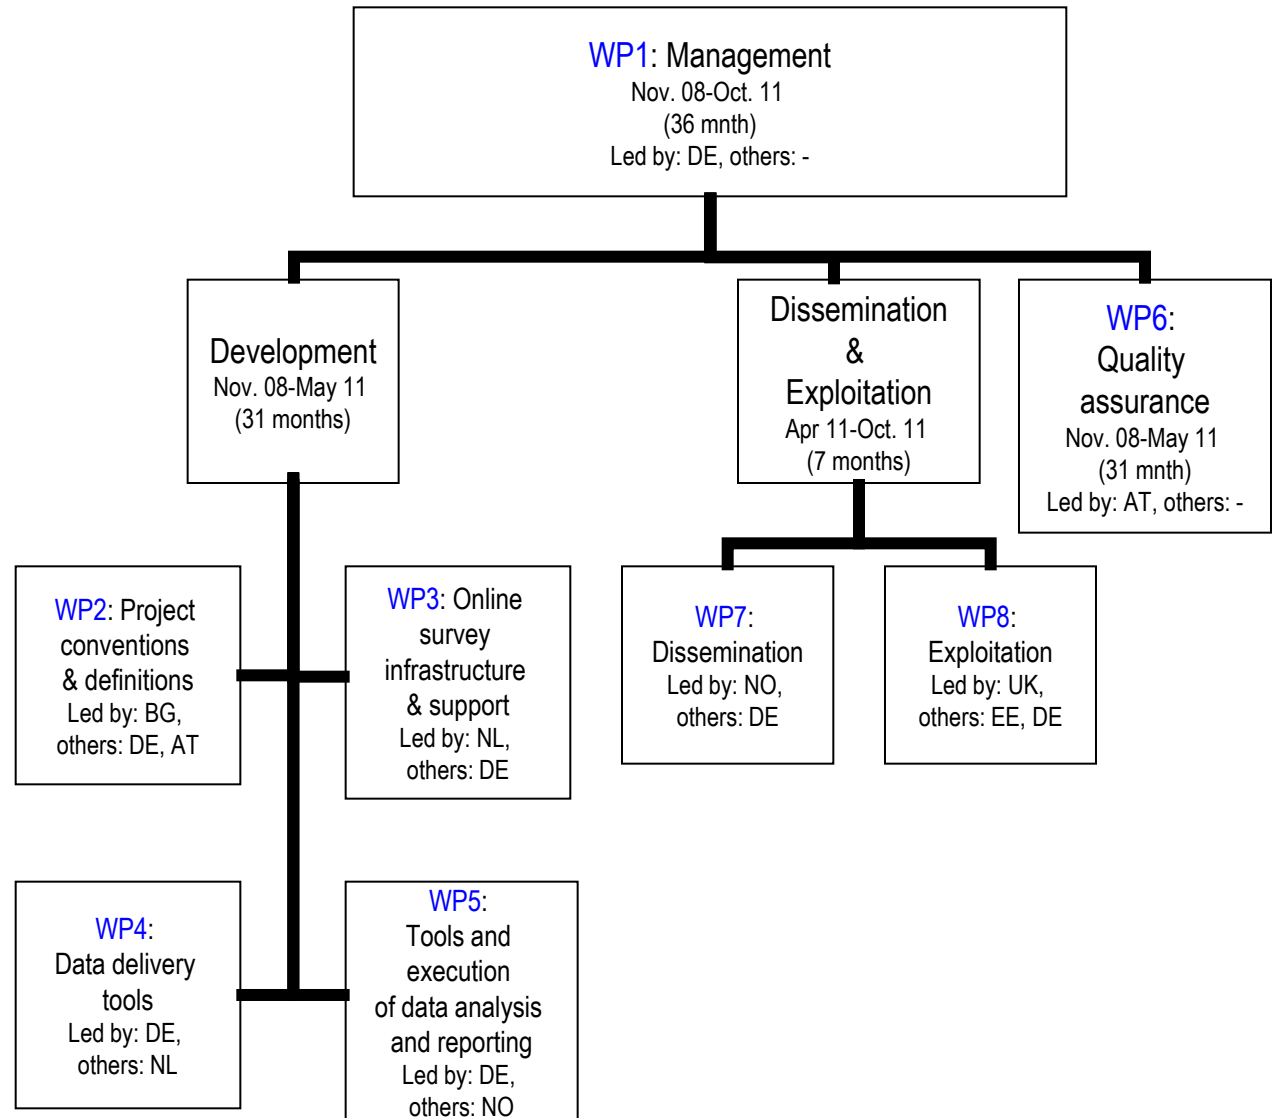 WP1: Management
Nov. 08-Oct. 11
(36 mnth)
Led by: DE, others: -
Development
Nov. 08-May 11
(31 months)
Dissemination
&
Exploitation
Apr 11-Oct. 11
(7 months)
WP6:
Quality
assurance
Nov. 08-May 11
(31 mnth)
Led by: AT, others: -
WP2: Project
conventions
& definitions
Led by: BG,
others: DE, AT
WP3: Online
survey
infrastructure
& support
Led by: NL,
others: DE
WP7:
Dissemination
Led by: NO,
others: DE
WP8:
Exploitation
Led by: UK,
others: EE, DE
WP4:
Data delivery
tools
Led by: DE,
others: NL
WP5:
Tools and
execution
of data analysis
and reporting
Led by: DE,
others: NO